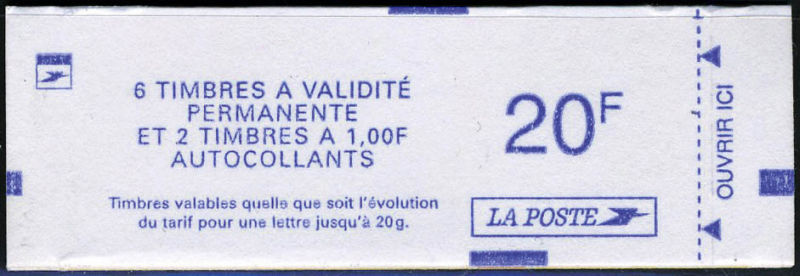 6 TIMBRES A VALIDITÉ
PERMANENTE
ET 2 TIMBRES A 1,00F
AUTOCOLLANTS
Timbres valables quelle que soit l'évolution
du tarif pour une lettre jusqu'à 20g.
20F
LA POSTE
OUVRIR ICI